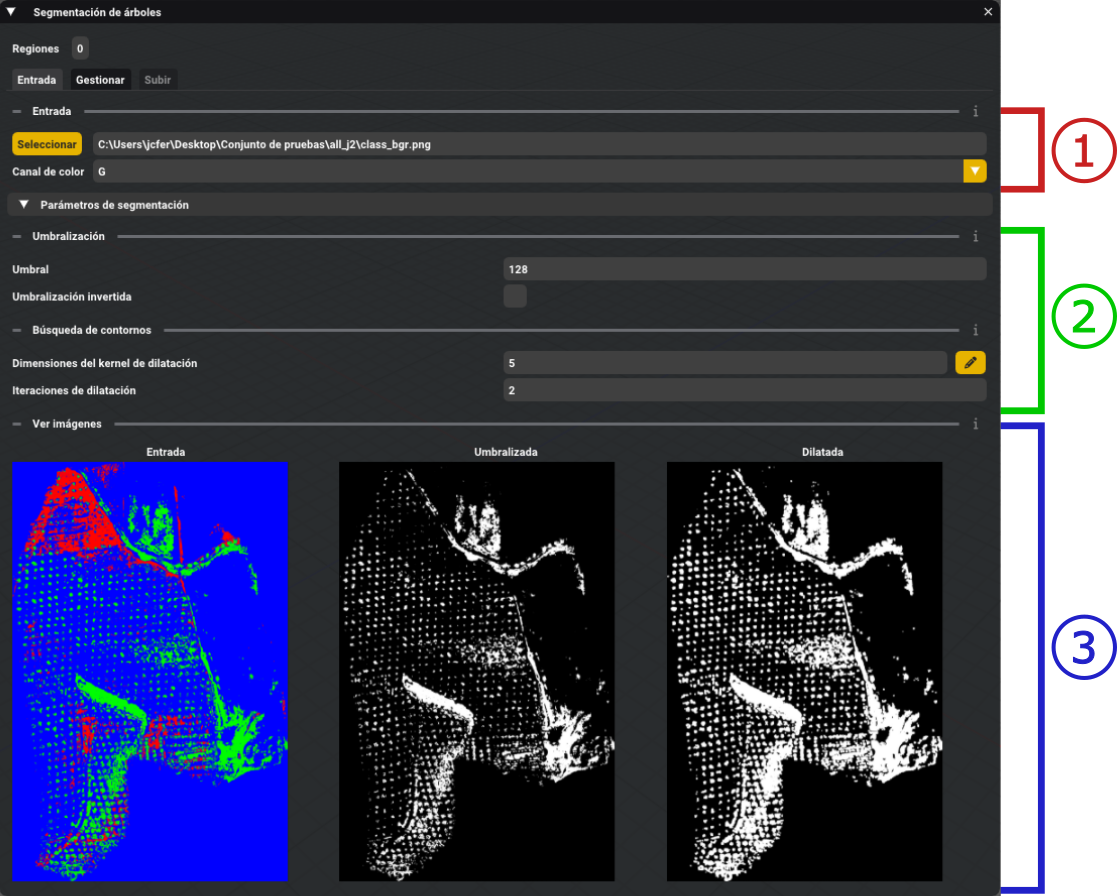 Segmentación de árboles
Regiones 0
Entrada Gestionar Subir
Entrada i
Seleccionar C:\Users\jcfer\Desktop\Conjunto de pruebas\all_j2\class_bgr.png
Canal de color G
Parámetros de segmentación
Umbralización i
Umbral 128
Umbralización invertida
Búsqueda de contornos i
Dimensiones del kernel de dilatación 5
Iteraciones de dilatación 2
Ver imágenes i
Entrada Umbralizada Dilatada
1
2
3